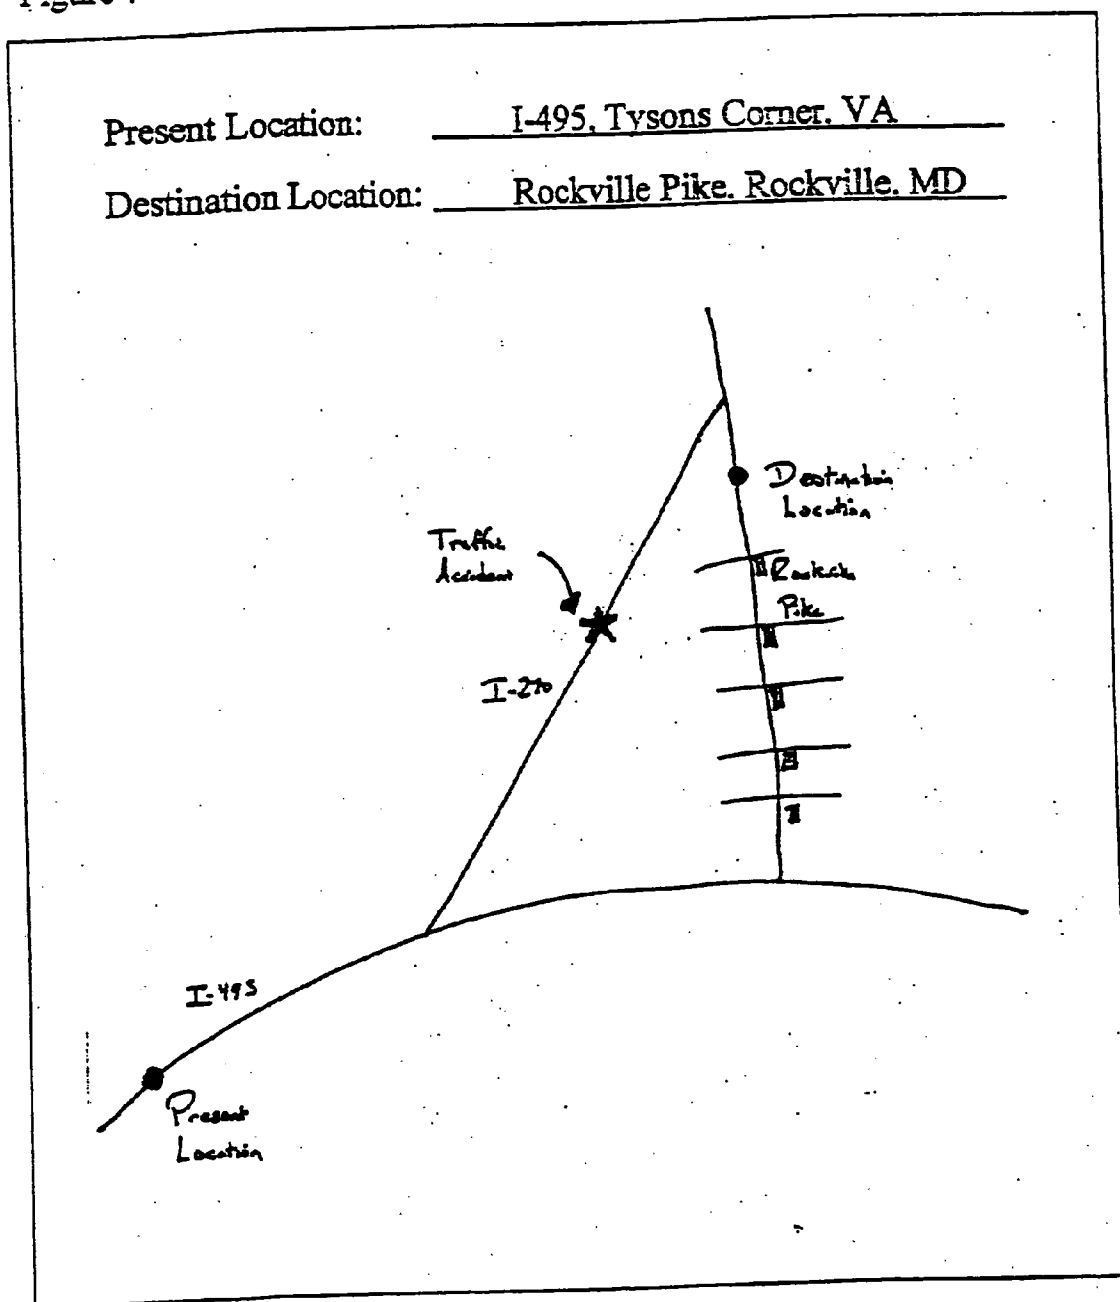 Figure
Present Location: I-495, Tysons Corner, VA
Destination Location: Rockville Pike, Rockville, MD
Destination
Location
Traffic
Accident
Rockville
Pike
I-270
I-495
Present
Location